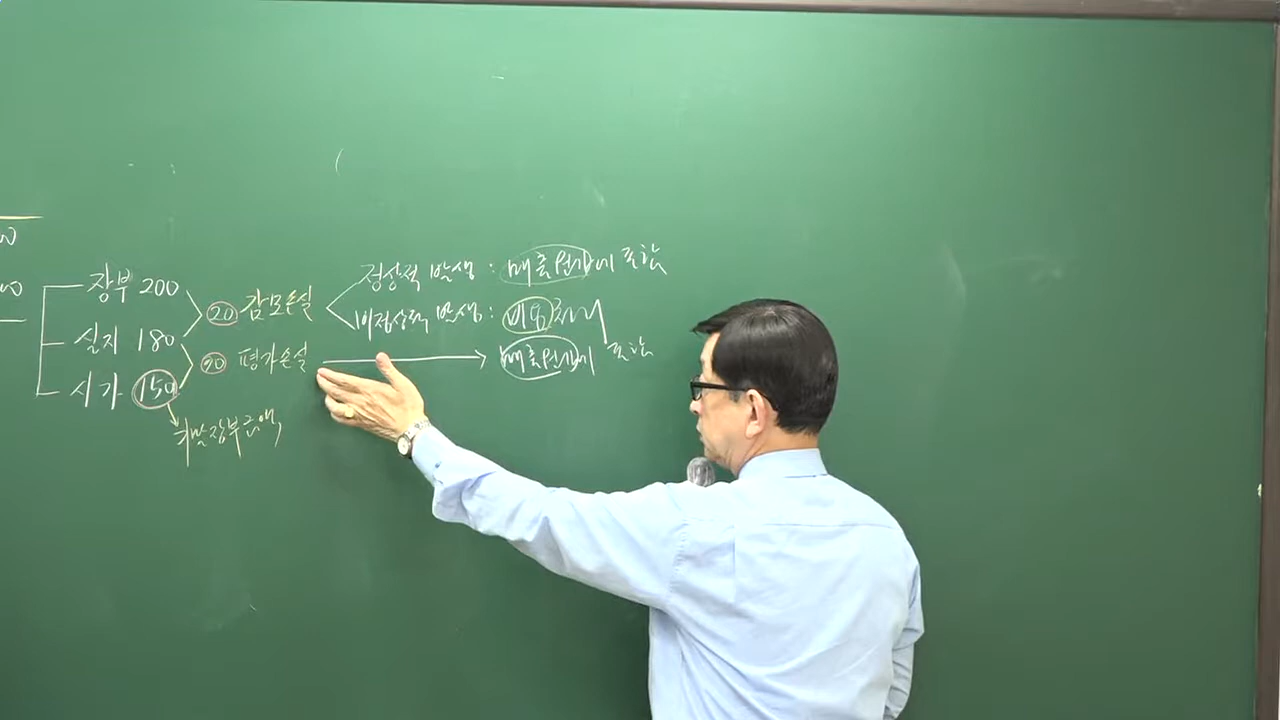 장부 200
실지 180
시가 150
20 감모손실
30 평가손실
정상적 발생 : 매출원가에 포함
비정상적 발생 : 비용처리
매출원가에 포함
기말장부금액